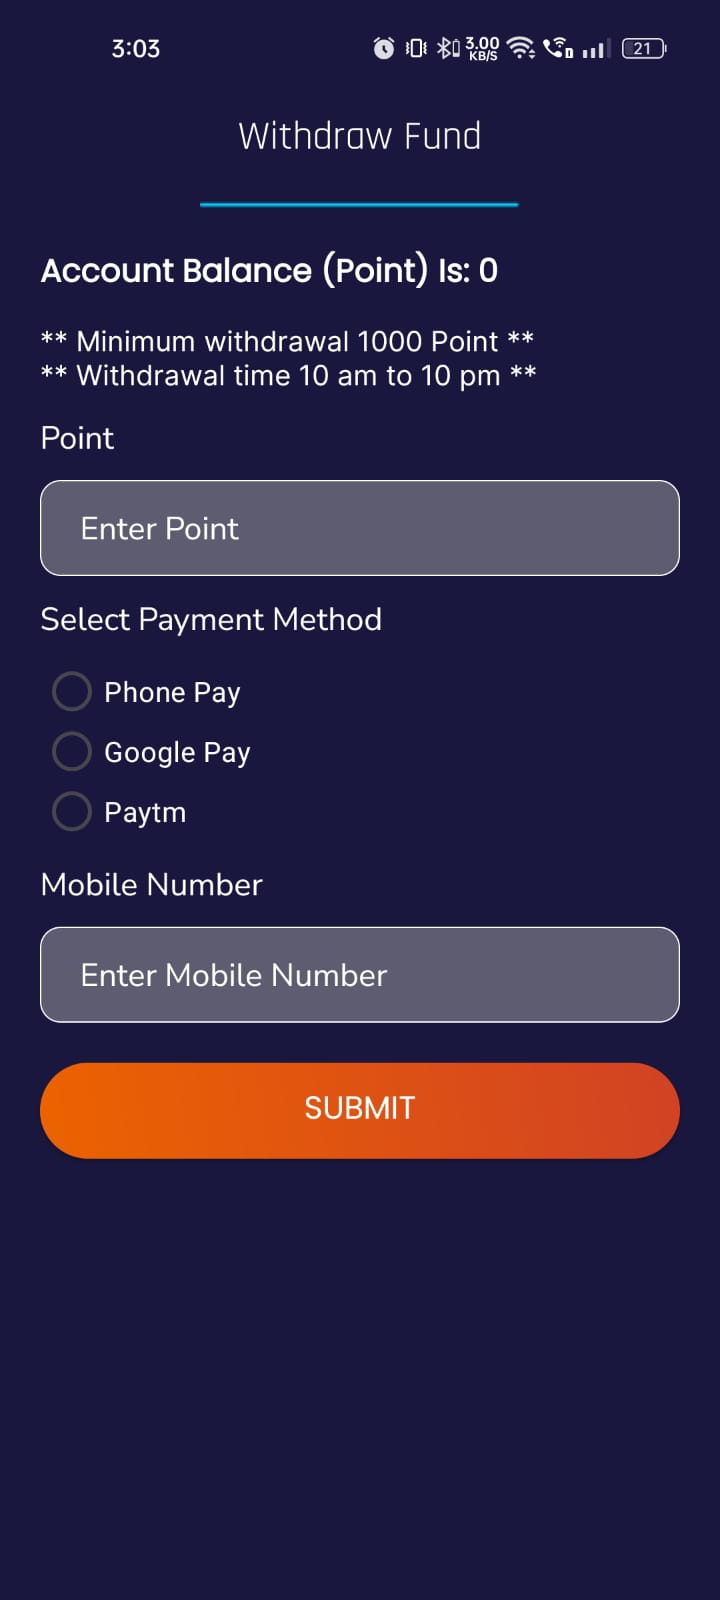 3:03
3.00
KB/S
21
Withdraw Fund
Account Balance (Point) Is: 0
** Minimum withdrawal 1000 Point **
** Withdrawal time 10 am to 10 pm **
Point
Enter Point
Select Payment Method
Phone Pay
Google Pay
Paytm
Mobile Number
Enter Mobile Number
SUBMIT